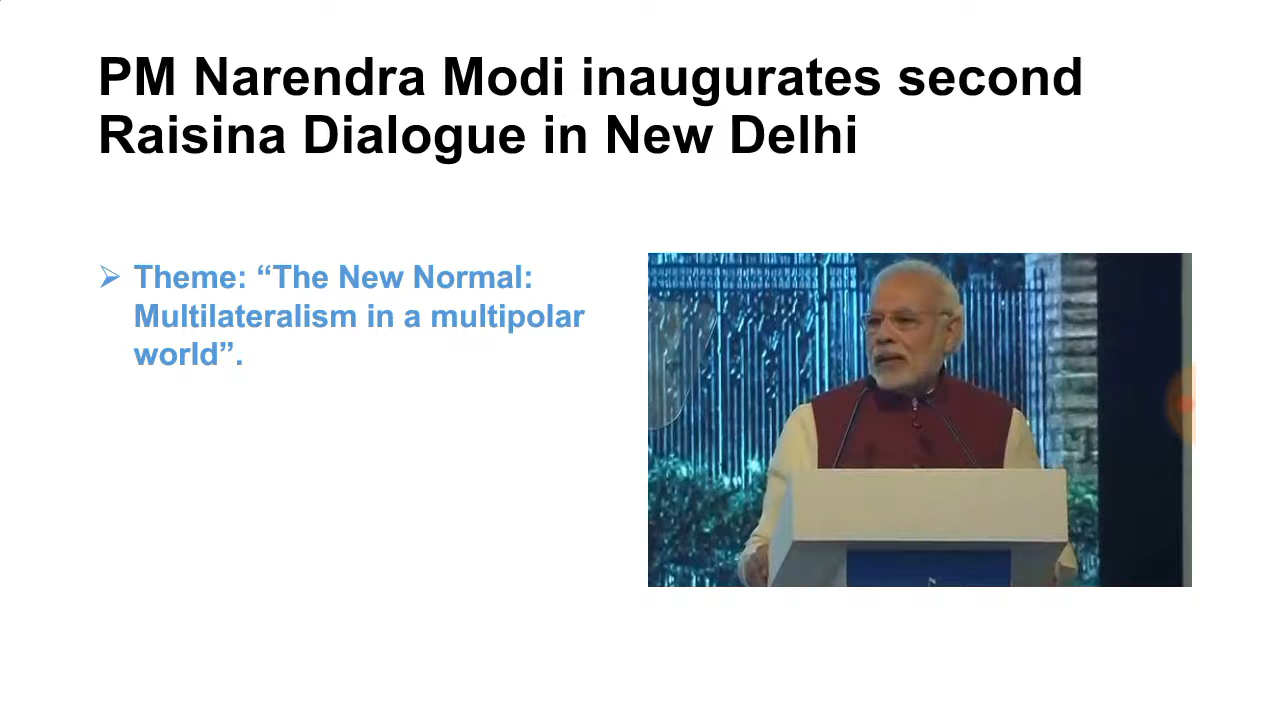 PM Narendra Modi inaugurates second
Raisina Dialogue in New Delhi
Theme: “The New Normal:
Multilateralism in a multipolar
world”.